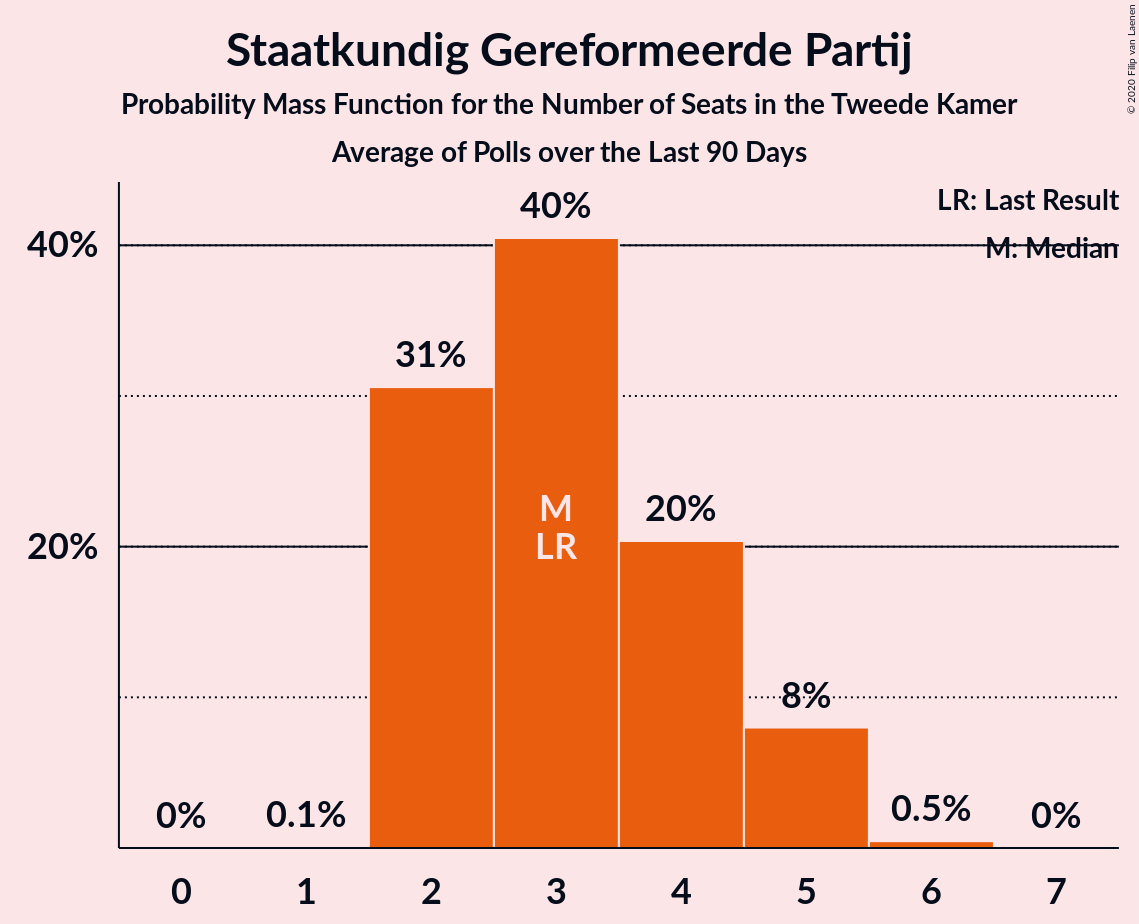 Staatkundig Gereformeerde Partij
Probability Mass Function for the Number of Seats in the Tweede Kamer
Average of Polls over the Last 90 Days
© 2020 Filip van Laenen
LR: Last Result
M: Median
40%
20%
0%
0.1%
31%
40%
M
LR
20%
8%
0.5%
0%
0 1 2 3 4 5 6 7